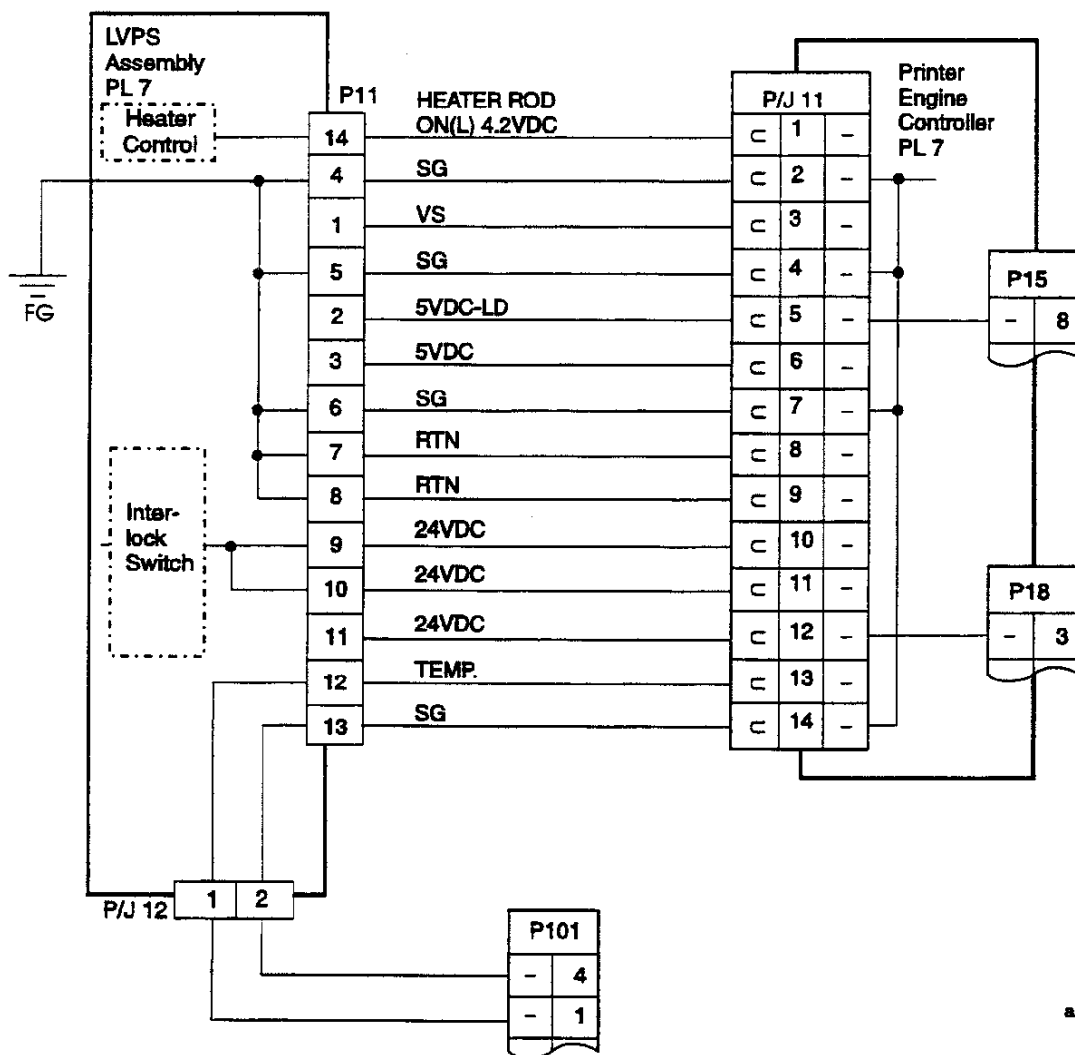 LVPS
Assembly
PL 7
Heater
Control
P11
HEATER ROD
ON(L) 4.2VDC
P/J 11
Printer
Engine
Controller
PL 7
14
⊂ 1 –
4
SG
⊂ 2 –
1
VS
⊂ 3 –
5
SG
⊂ 4 –
FG
P15
– 8
2
5VDC-LD
⊂ 5 –
3
5VDC
⊂ 6 –
6
SG
⊂ 7 –
7
RTN
⊂ 8 –
8
RTN
⊂ 9 –
Inter-
lock
Switch
9
24VDC
⊂ 10 –
10
24VDC
⊂ 11 –
P18
– 3
11
24VDC
⊂ 12 –
12
TEMP.
⊂ 13 –
13
SG
⊂ 14 –
P/J 12
1 2
P101
– 4
– 1
a